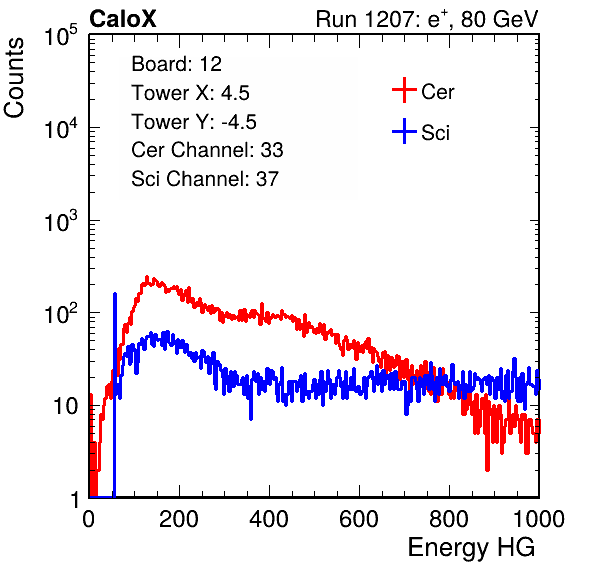 CaloX Run 1207: e⁺, 80 GeV
Counts
10⁵
10⁴
10³
10²
10
1
Board: 12
Tower X: 4.5
Tower Y: -4.5
Cer Channel: 33
Sci Channel: 37
Cer
Sci
0 200 400 600 800 1000
Energy HG